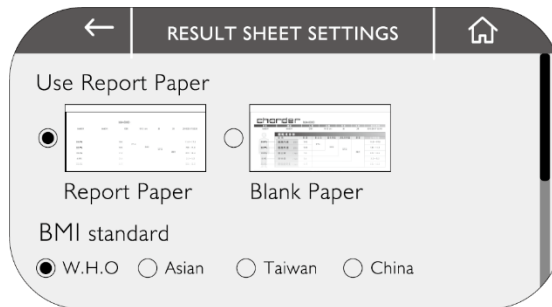 RESULT SHEET SETTINGS
Use Report Paper
charder
Report Paper
Blank Paper
BMI standard
W.H.O
Asian
Taiwan
China